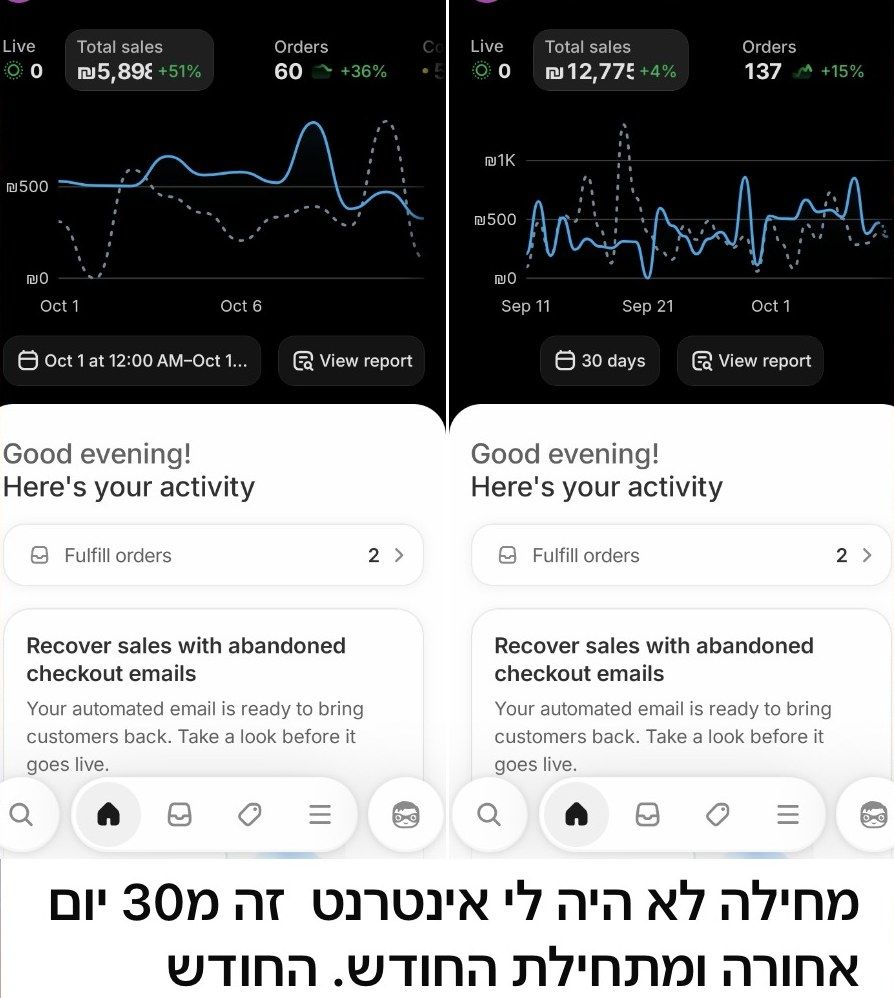 Live
0
Total sales
₪5,898 +51%
Orders
60 +36%
₪500
₪0
Oct 1
Oct 6
Oct 1 at 12:00 AM–Oct 1...
View report
Good evening!
Here's your activity
Fulfill orders 2
Recover sales with abandoned
checkout emails
Your automated email is ready to bring
customers back. Take a look before it
goes live.
Live
0
Total sales
₪12,775 +4%
Orders
137 +15%
₪1K
₪500
₪0
Sep 11
Sep 21
Oct 1
30 days
View report
Good evening!
Here's your activity
Fulfill orders 2
Recover sales with abandoned
checkout emails
Your automated email is ready to bring
customers back. Take a look before it
goes live.
מחילה לא היה לי אינטרנט זה מ30 יום
אחורה ומתחילת החודש. החודש